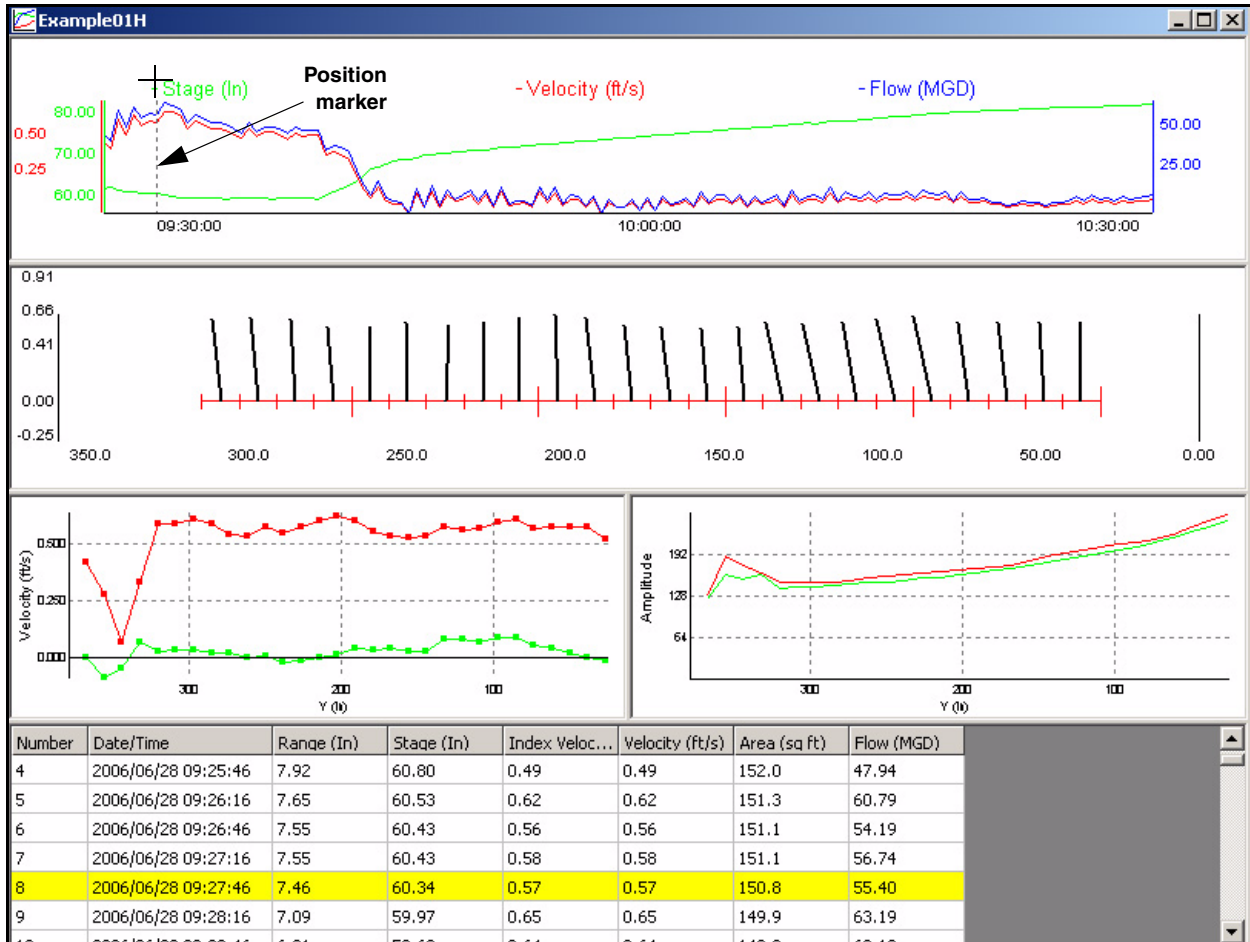 Example01H
Position
marker
- Stage (In)
- Velocity (ft/s)
- Flow (MGD)
80.00
0.50
70.00
0.25
60.00
50.00
25.00
09:30:00
10:00:00
10:30:00
0.91
0.66
0.41
0.00
-0.25
350.0
300.0
250.0
200.0
150.0
100.0
50.00
0.00
Velocity (ft/s)
0.500
0.250
0.000
300
200
100
Y (in)
Amplitude
192
128
64
300
200
100
Y (in)
Number Date/Time Range (In) Stage (In) Index Veloc... Velocity (ft/s) Area (sq ft) Flow (MGD)
4 2006/06/28 09:25:46 7.92 60.80 0.49 0.49 152.0 47.94
5 2006/06/28 09:26:16 7.65 60.53 0.62 0.62 151.3 60.79
6 2006/06/28 09:26:46 7.55 60.43 0.56 0.56 151.1 54.19
7 2006/06/28 09:27:16 7.55 60.43 0.58 0.58 151.1 56.74
8 2006/06/28 09:27:46 7.46 60.34 0.57 0.57 150.8 55.40
9 2006/06/28 09:28:16 7.09 59.97 0.65 0.65 149.9 63.19